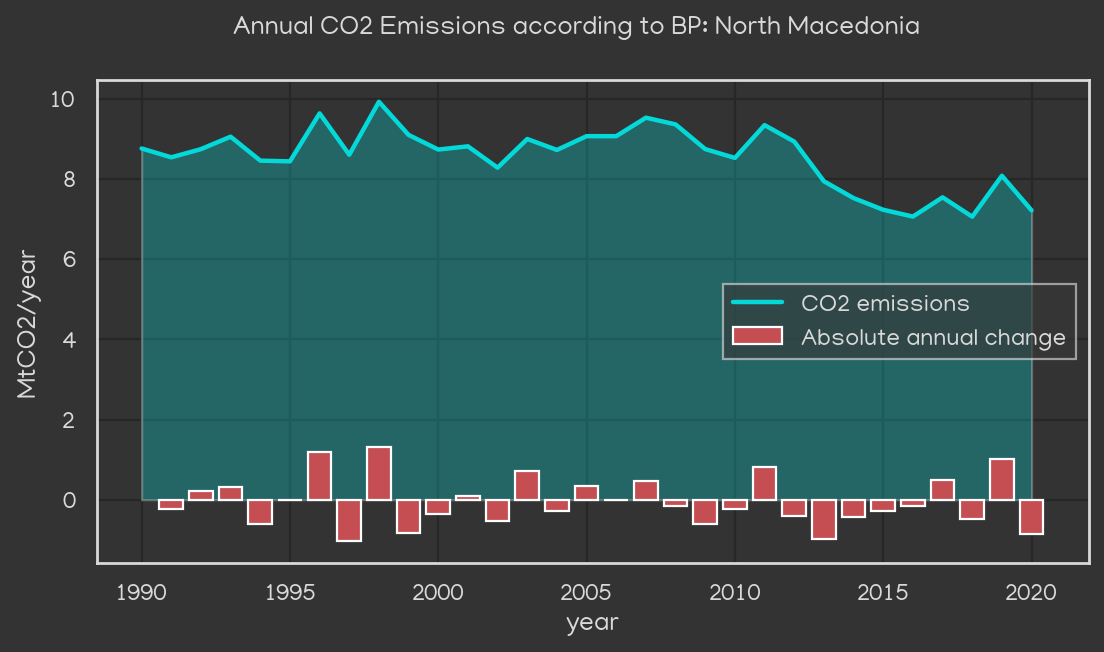 Annual CO2 Emissions according to BP: North Macedonia
10
8
6
4
2
0
MtCO2/year
CO2 emissions
Absolute annual change
1990 1995 2000 2005 2010 2015 2020
year